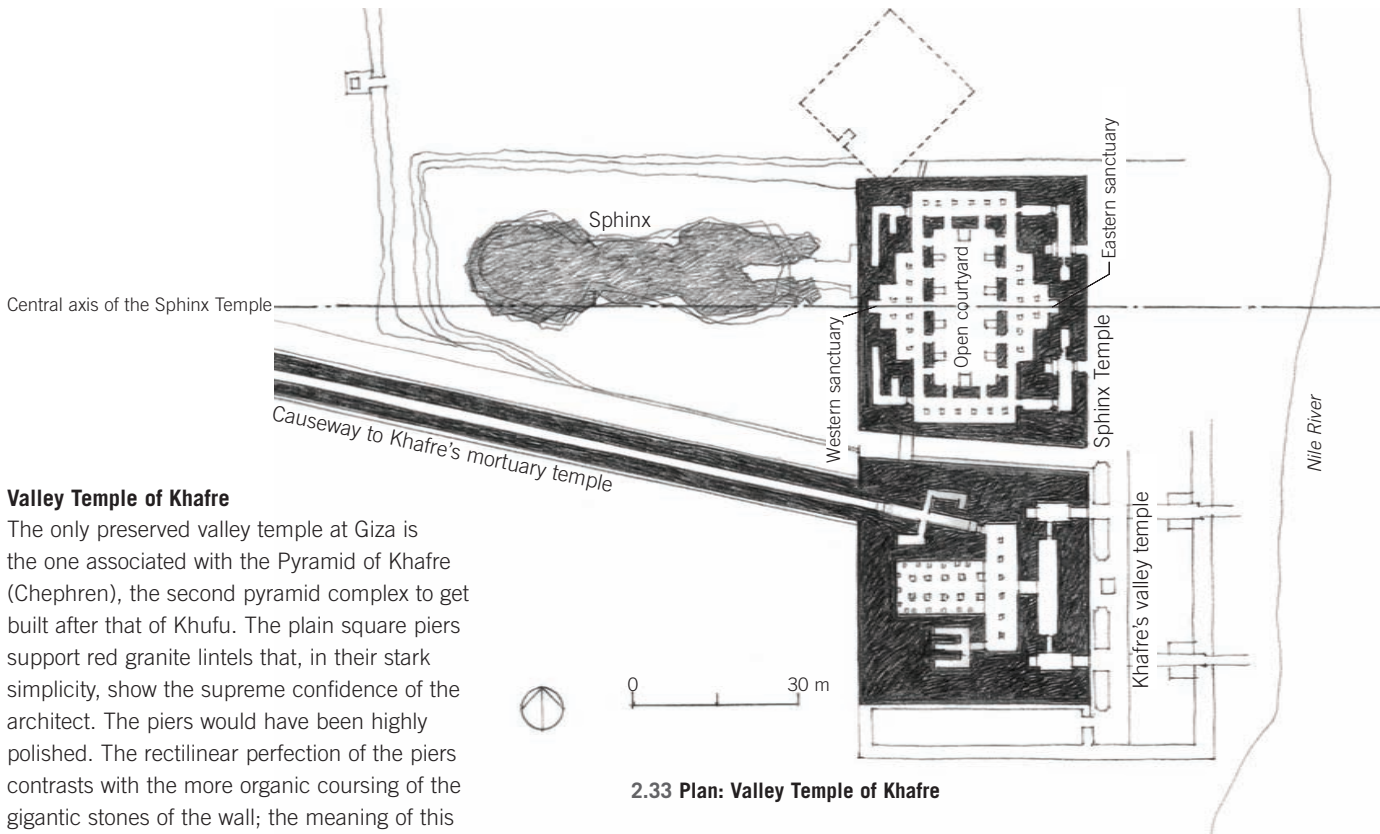 Sphinx
Central axis of the Sphinx Temple
Western sanctuary
Open courtyard
Eastern sanctuary
Sphinx Temple
Nile River
Causeway to Khafre's mortuary temple
Khafre's valley temple
0 30 m
2.33 Plan: Valley Temple of Khafre
Valley Temple of Khafre
The only preserved valley temple at Giza is
the one associated with the Pyramid of Khafre
(Chephren), the second pyramid complex to get
built after that of Khufu. The plain square piers
support red granite lintels that, in their stark
simplicity, show the supreme confidence of the
architect. The piers would have been highly
polished. The rectilinear perfection of the piers
contrasts with the more organic coursing of the
gigantic stones of the wall; the meaning of this